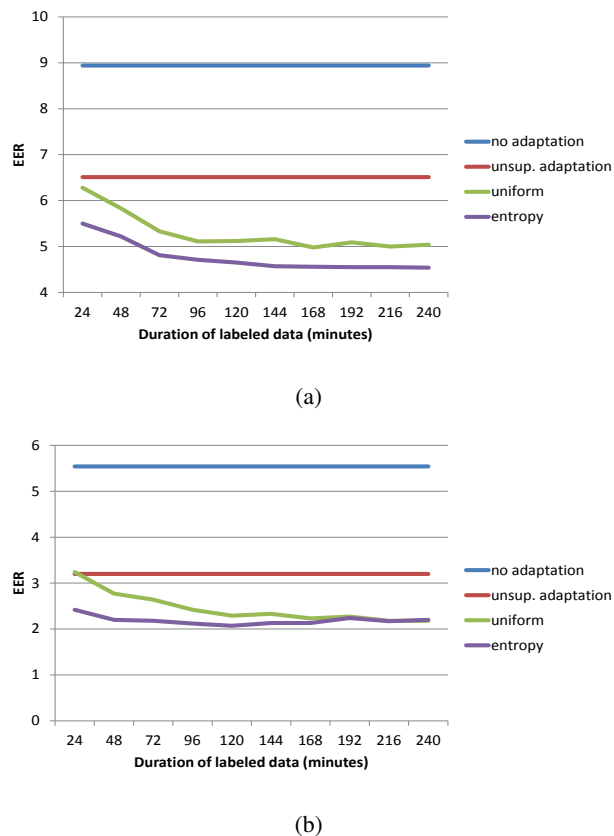 10
9
8
7
6
5
4
EER
24 48 72 96 120 144 168 192 216 240
Duration of labeled data (minutes)
no adaptation
unsup. adaptation
uniform
entropy
(a)
6
5
4
3
2
1
0
EER
24 48 72 96 120 144 168 192 216 240
Duration of labeled data (minutes)
no adaptation
unsup. adaptation
uniform
entropy
(b)